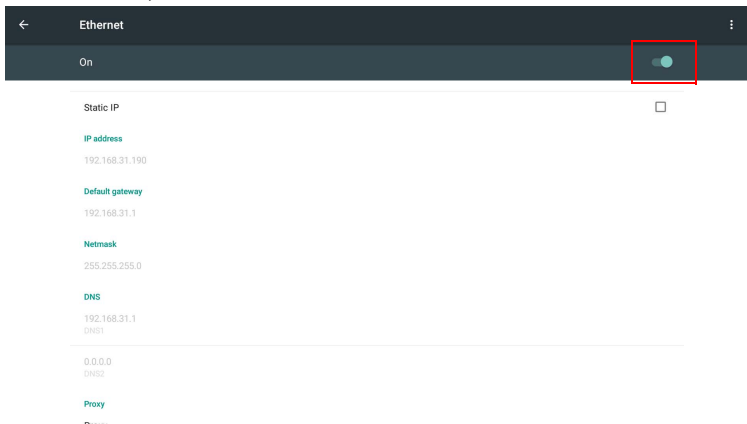 Ethernet
On
Static IP
IP address
192.168.31.190
Default gateway
192.168.31.1
Netmask
255.255.255.0
DNS
192.168.31.1
DNS1
0.0.0.0
DNS2
Proxy